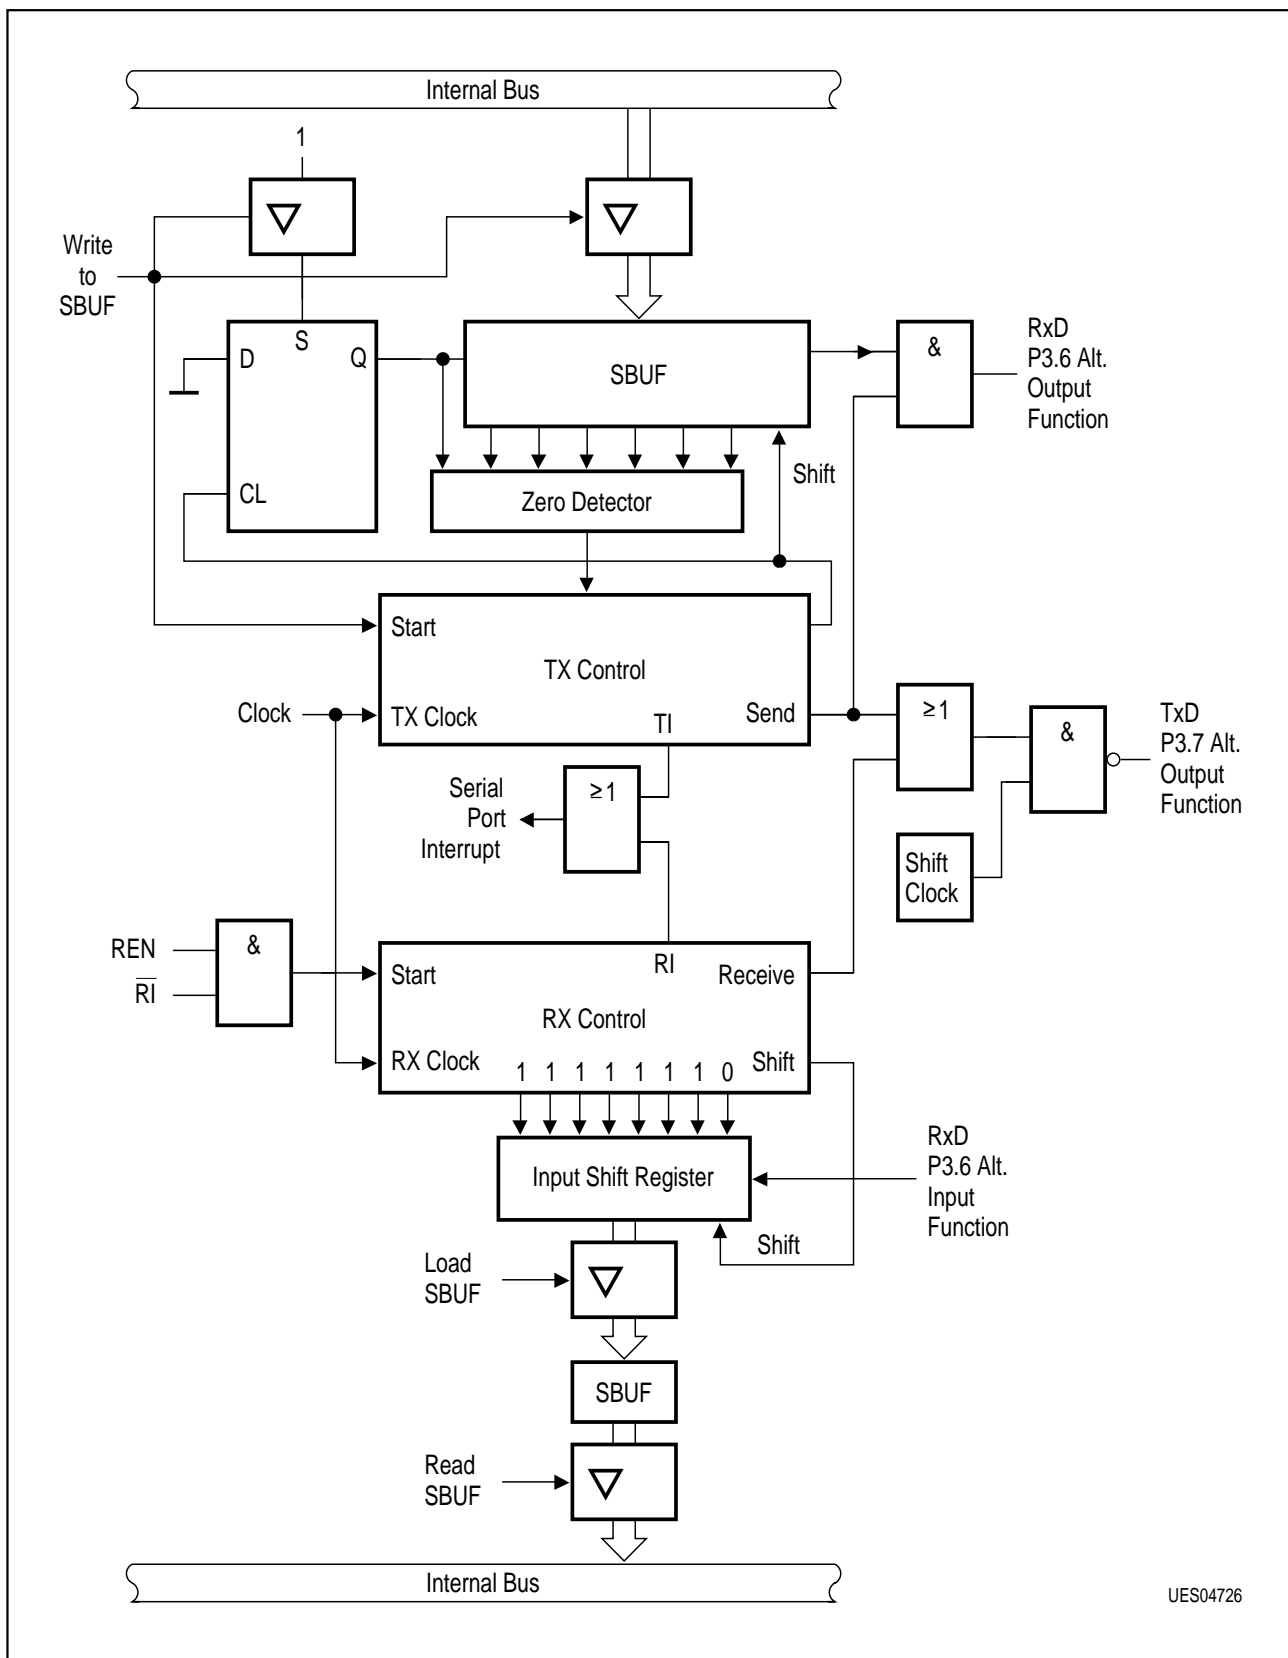 Internal Bus
1
Write
to
SBUF
D
S
Q
CL
SBUF
&
RxD
P3.6 Alt.
Output
Function
Shift
Zero Detector
Start
TX Control
Clock
TX Clock
TI
Send
≥1
&
TxD
P3.7 Alt.
Output
Function
Serial
Port
Interrupt
≥1
Shift
Clock
REN
R̅I̅
&
Start
RI
Receive
RX Control
RX Clock
1 1 1 1 1 1 1 0
Shift
Input Shift Register
RxD
P3.6 Alt.
Input
Function
Shift
Load
SBUF
SBUF
Read
SBUF
Internal Bus
UES04726